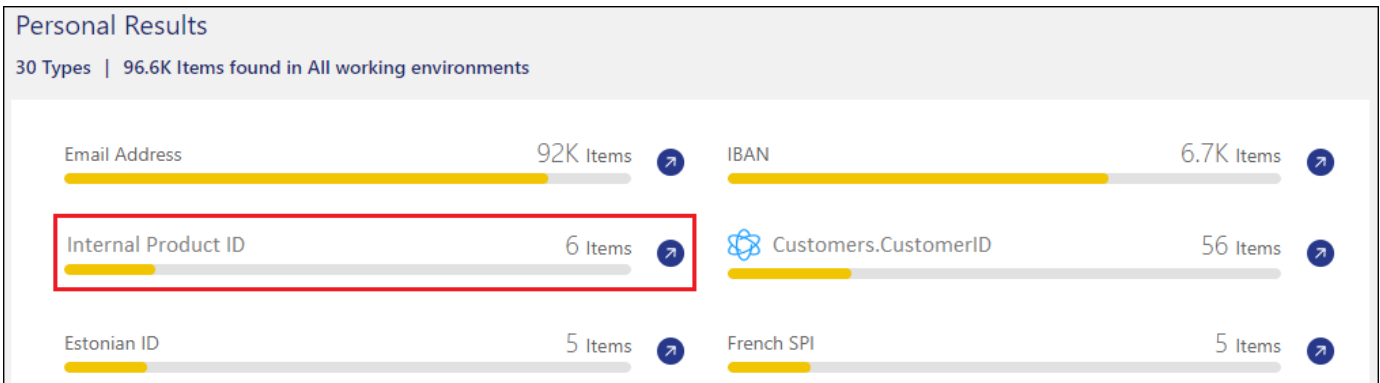 Personal Results
30 Types | 96.6K Items found in All working environments
Email Address 92K Items
IBAN 6.7K Items
Internal Product ID 6 Items
Customers.CustomerID 56 Items
Estonian ID 5 Items
French SPI 5 Items